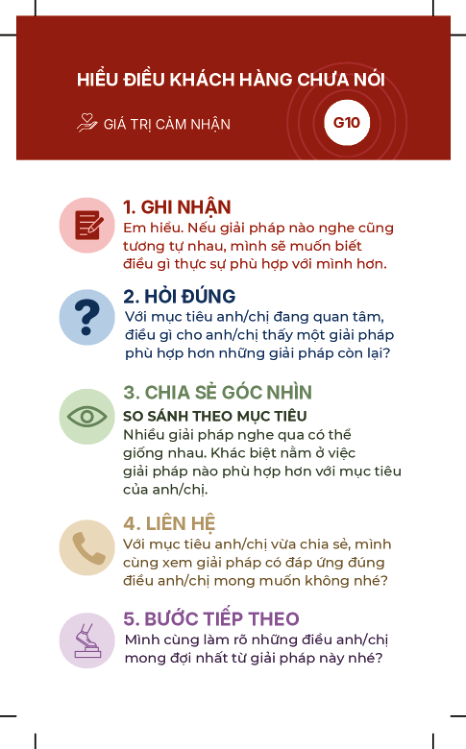 HIỂU ĐIỀU KHÁCH HÀNG CHƯA NÓI
GIÁ TRỊ CẢM NHẬN
G10
1. GHI NHẬN
Em hiểu. Nếu giải pháp nào nghe cũng
tương tự nhau, mình sẽ muốn biết
điều gì thực sự phù hợp với mình hơn.
2. HỎI ĐÚNG
Với mục tiêu anh/chị đang quan tâm,
điều gì cho anh/chị thấy một giải pháp
phù hợp hơn những giải pháp còn lại?
3. CHIA SẺ GÓC NHÌN
SO SÁNH THEO MỤC TIÊU
Nhiều giải pháp nghe qua có thể
giống nhau. Khác biệt nằm ở việc
giải pháp nào phù hợp hơn với mục tiêu
của anh/chị.
4. LIÊN HỆ
Với mục tiêu anh/chị vừa chia sẻ, mình
cùng xem giải pháp có đáp ứng đúng
điều anh/chị mong muốn không nhé?
5. BƯỚC TIẾP THEO
Mình cùng làm rõ những điều anh/chị
mong đợi nhất từ giải pháp này nhé?